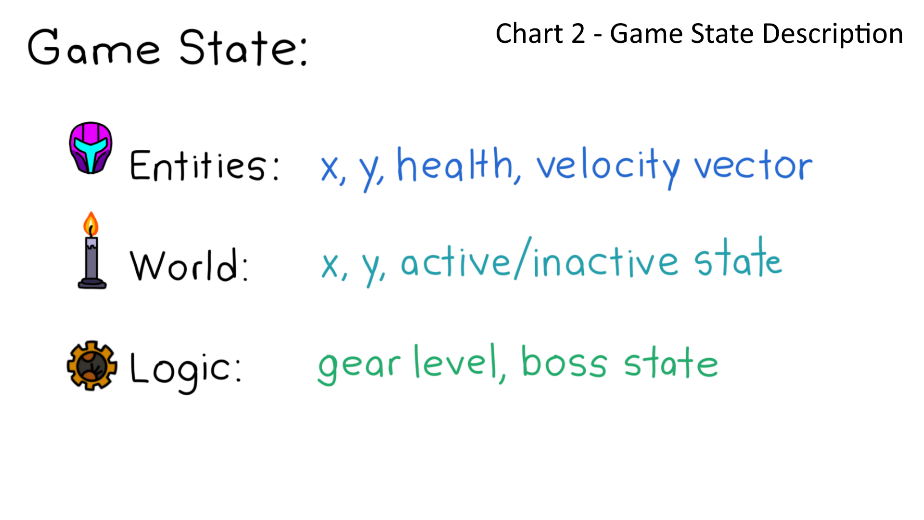 Game State:
Chart 2 - Game State Description
Entities: x, y, health, velocity vector
World: x, y, active/inactive state
Logic: gear level, boss state